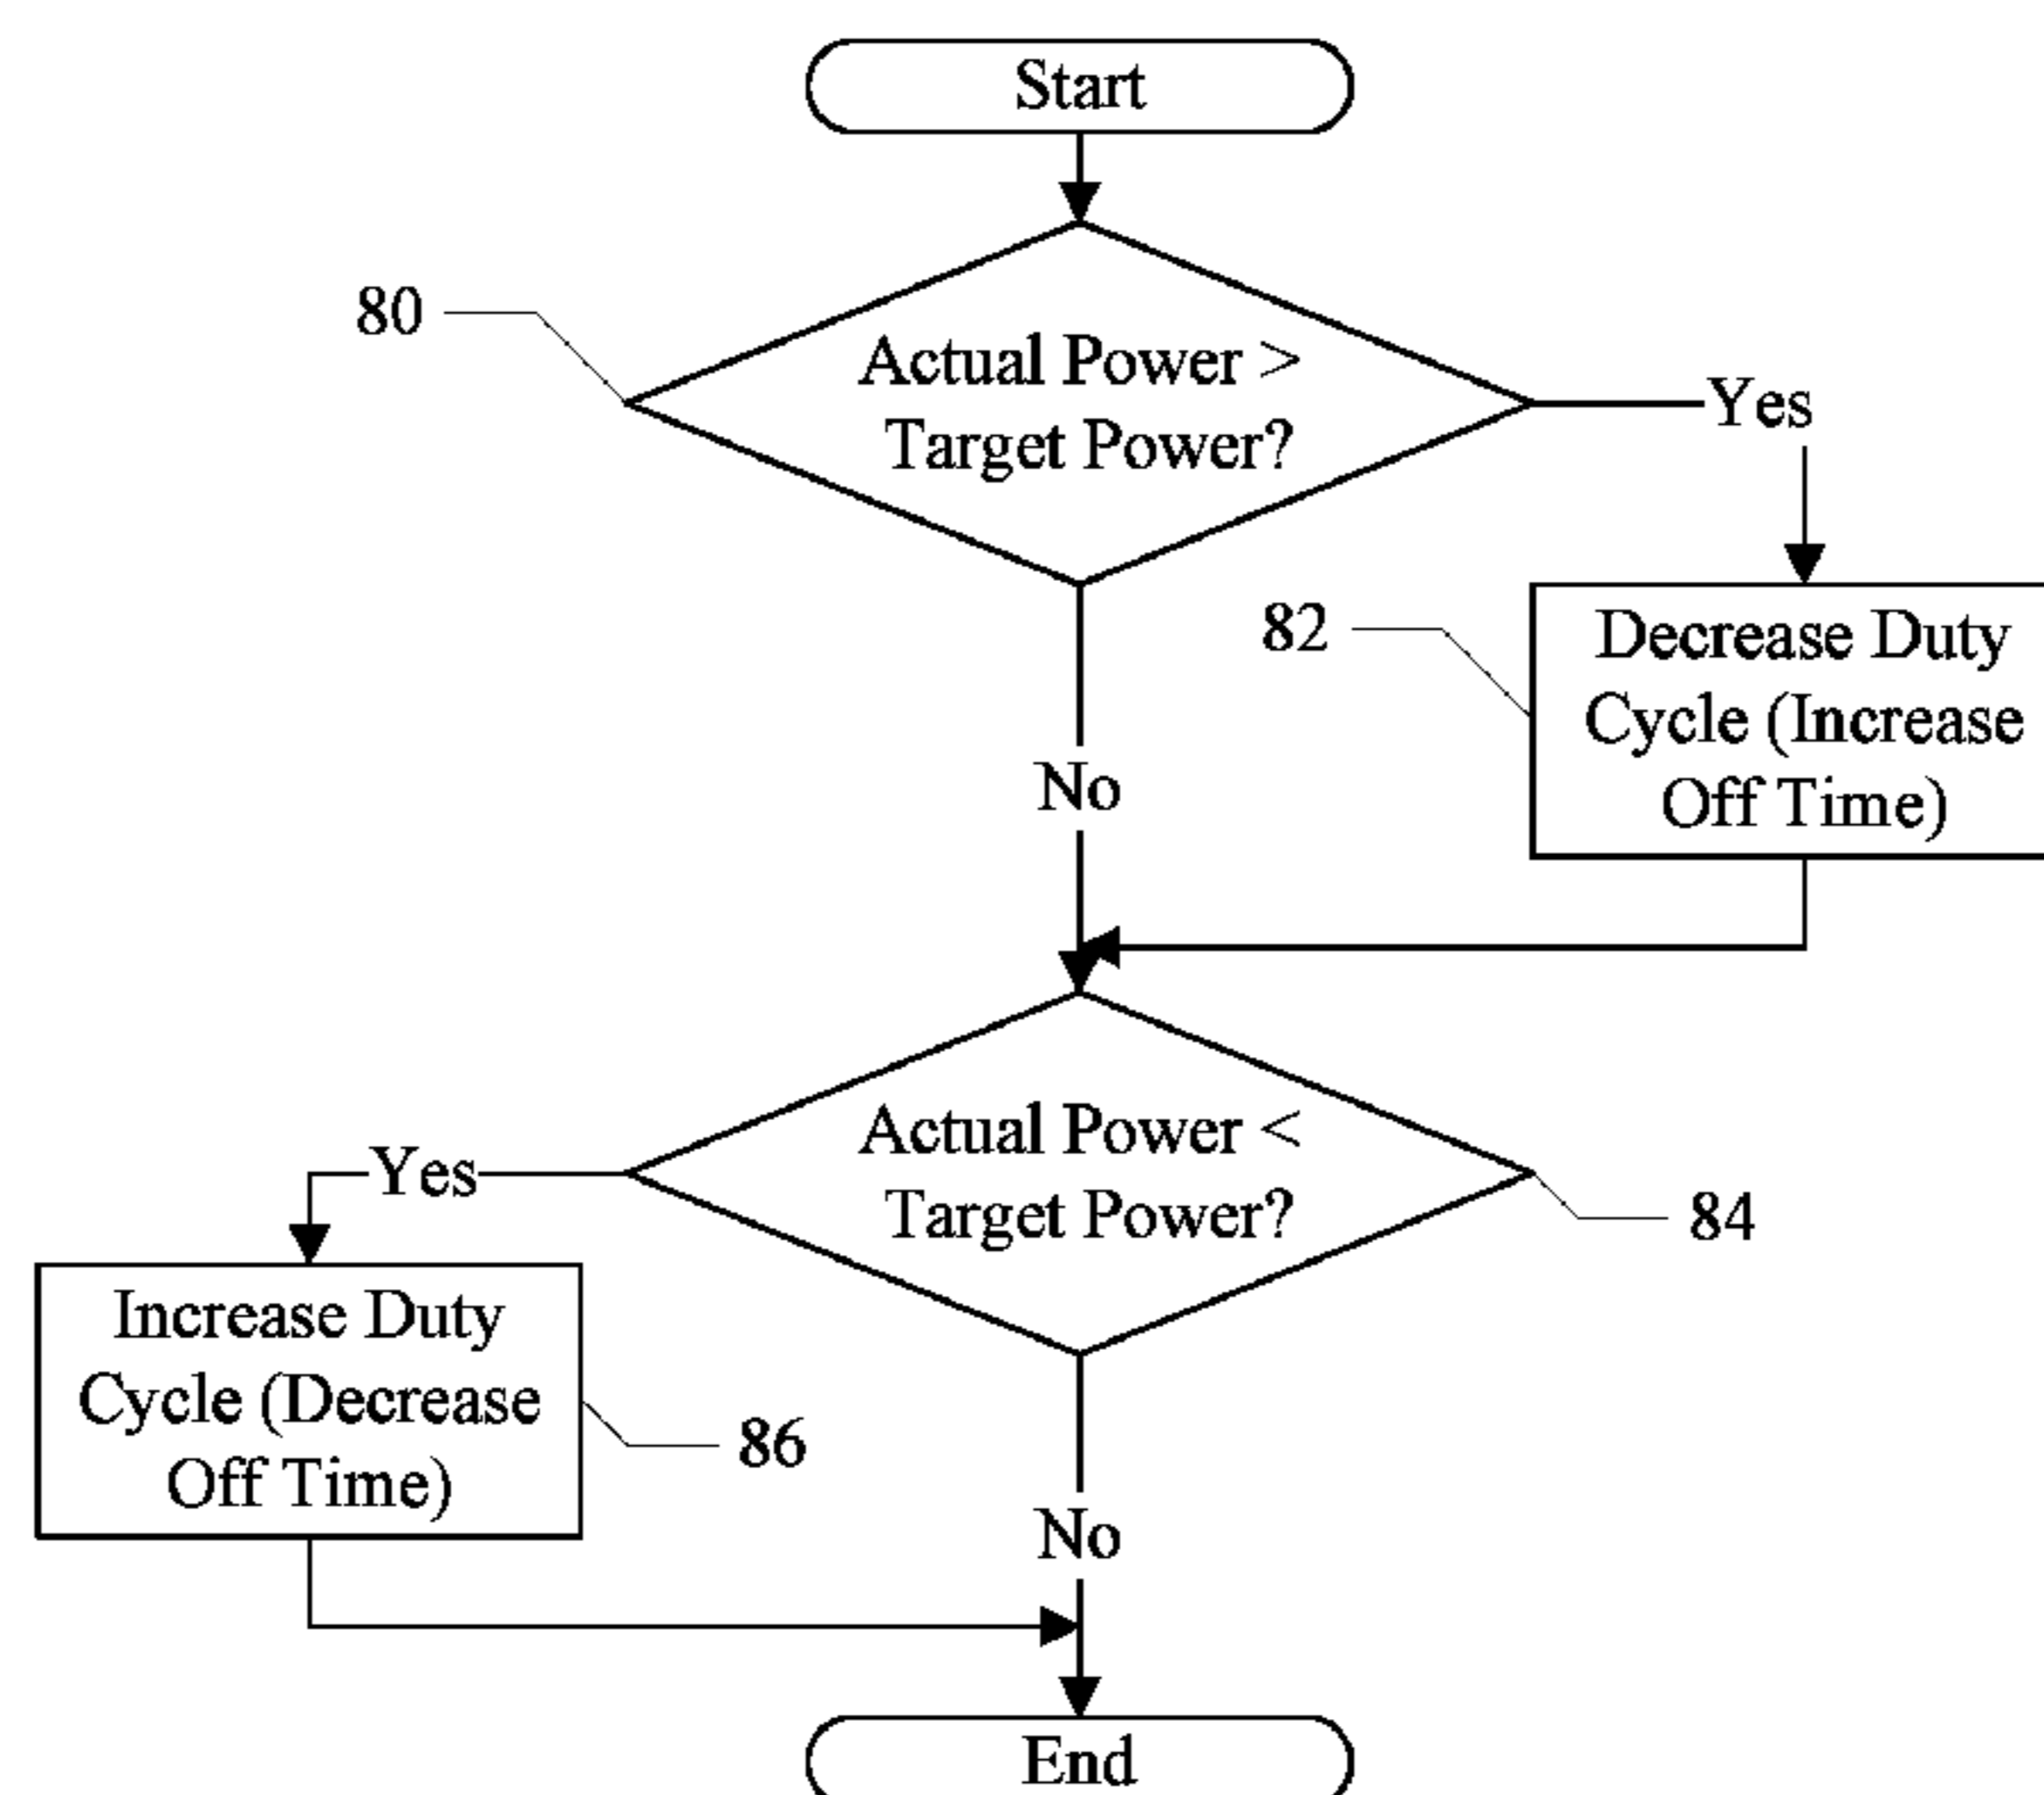 Start
80
Actual Power >
Target Power?
Yes
82
Decrease Duty
Cycle (Increase
Off Time)
No
Actual Power <
Target Power?
Yes
84
Increase Duty
Cycle (Decrease
Off Time)
86
No
End